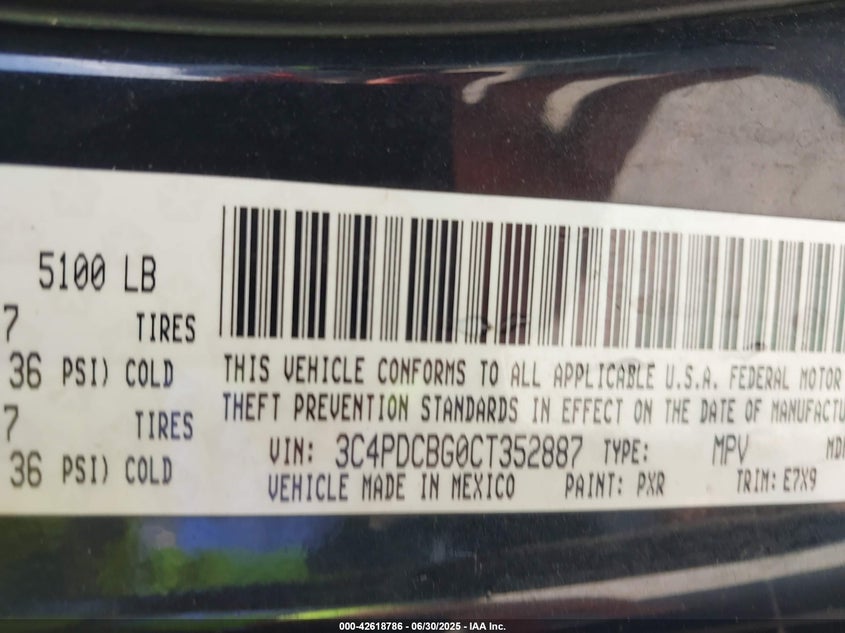 5100 LB
7 TIRES
36 PSI) COLD
7 TIRES
36 PSI) COLD
THIS VEHICLE CONFORMS TO ALL APPLICABLE U.S.A. FEDERAL MOTOR
THEFT PREVENTION STANDARDS IN EFFECT ON THE DATE OF MANUFACTU
VIN: 3C4PDCBG0CT352887 TYPE: MPV MD
VEHICLE MADE IN MEXICO PAINT: PXR TRIM: E7X9
000-42618786 - 06/30/2025 - IAA Inc.